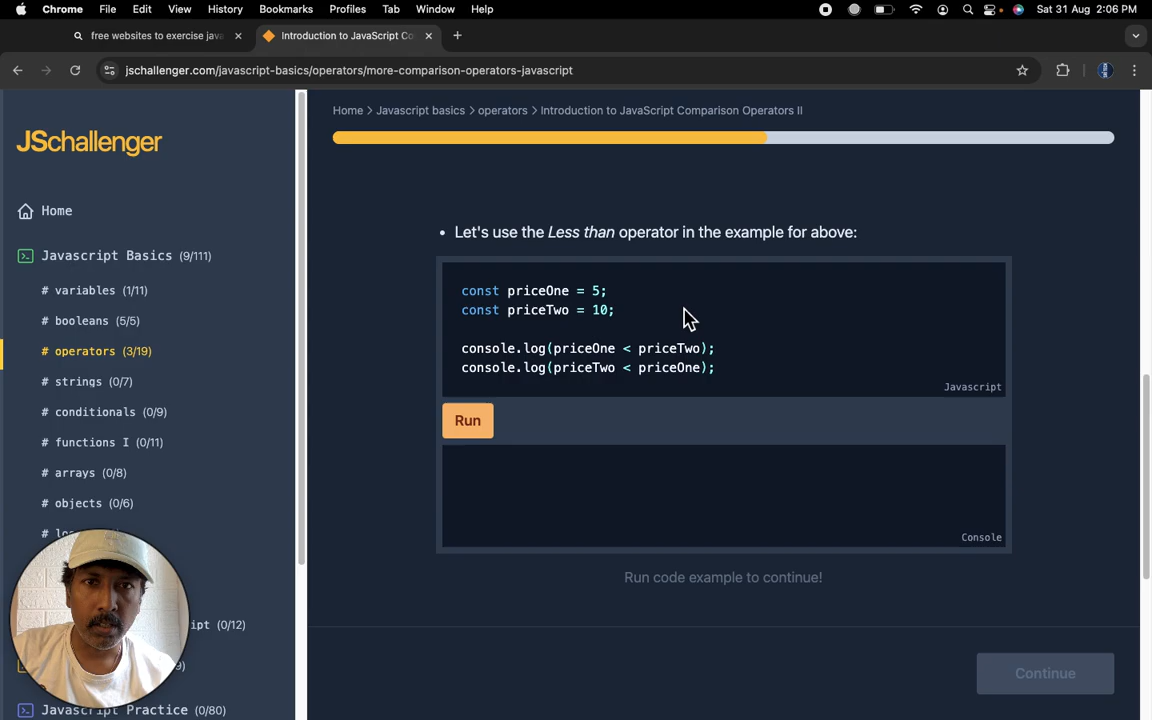 Chrome File Edit View History Bookmarks Profiles Tab Window Help Sat 31 Aug 2:06 PM
free websites to exercise java Introduction to JavaScript Co
jschallenger.com/javascript-basics/operators/more-comparison-operators-javascript
Home > Javascript basics > operators > Introduction to JavaScript Comparison Operators II
JSchallenger
Home
Javascript Basics (9/111)
# variables (1/11)
# booleans (5/5)
# operators (3/19)
# strings (0/7)
# conditionals (0/9)
# functions I (0/11)
# arrays (0/8)
# objects (0/6)
ipt (0/12)
Javascript Practice (0/80)
• Let's use the Less than operator in the example for above:
const priceOne = 5;
const priceTwo = 10;
console.log(priceOne < priceTwo);
console.log(priceTwo < priceOne);
Javascript
Run
Console
Run code example to continue!
Continue